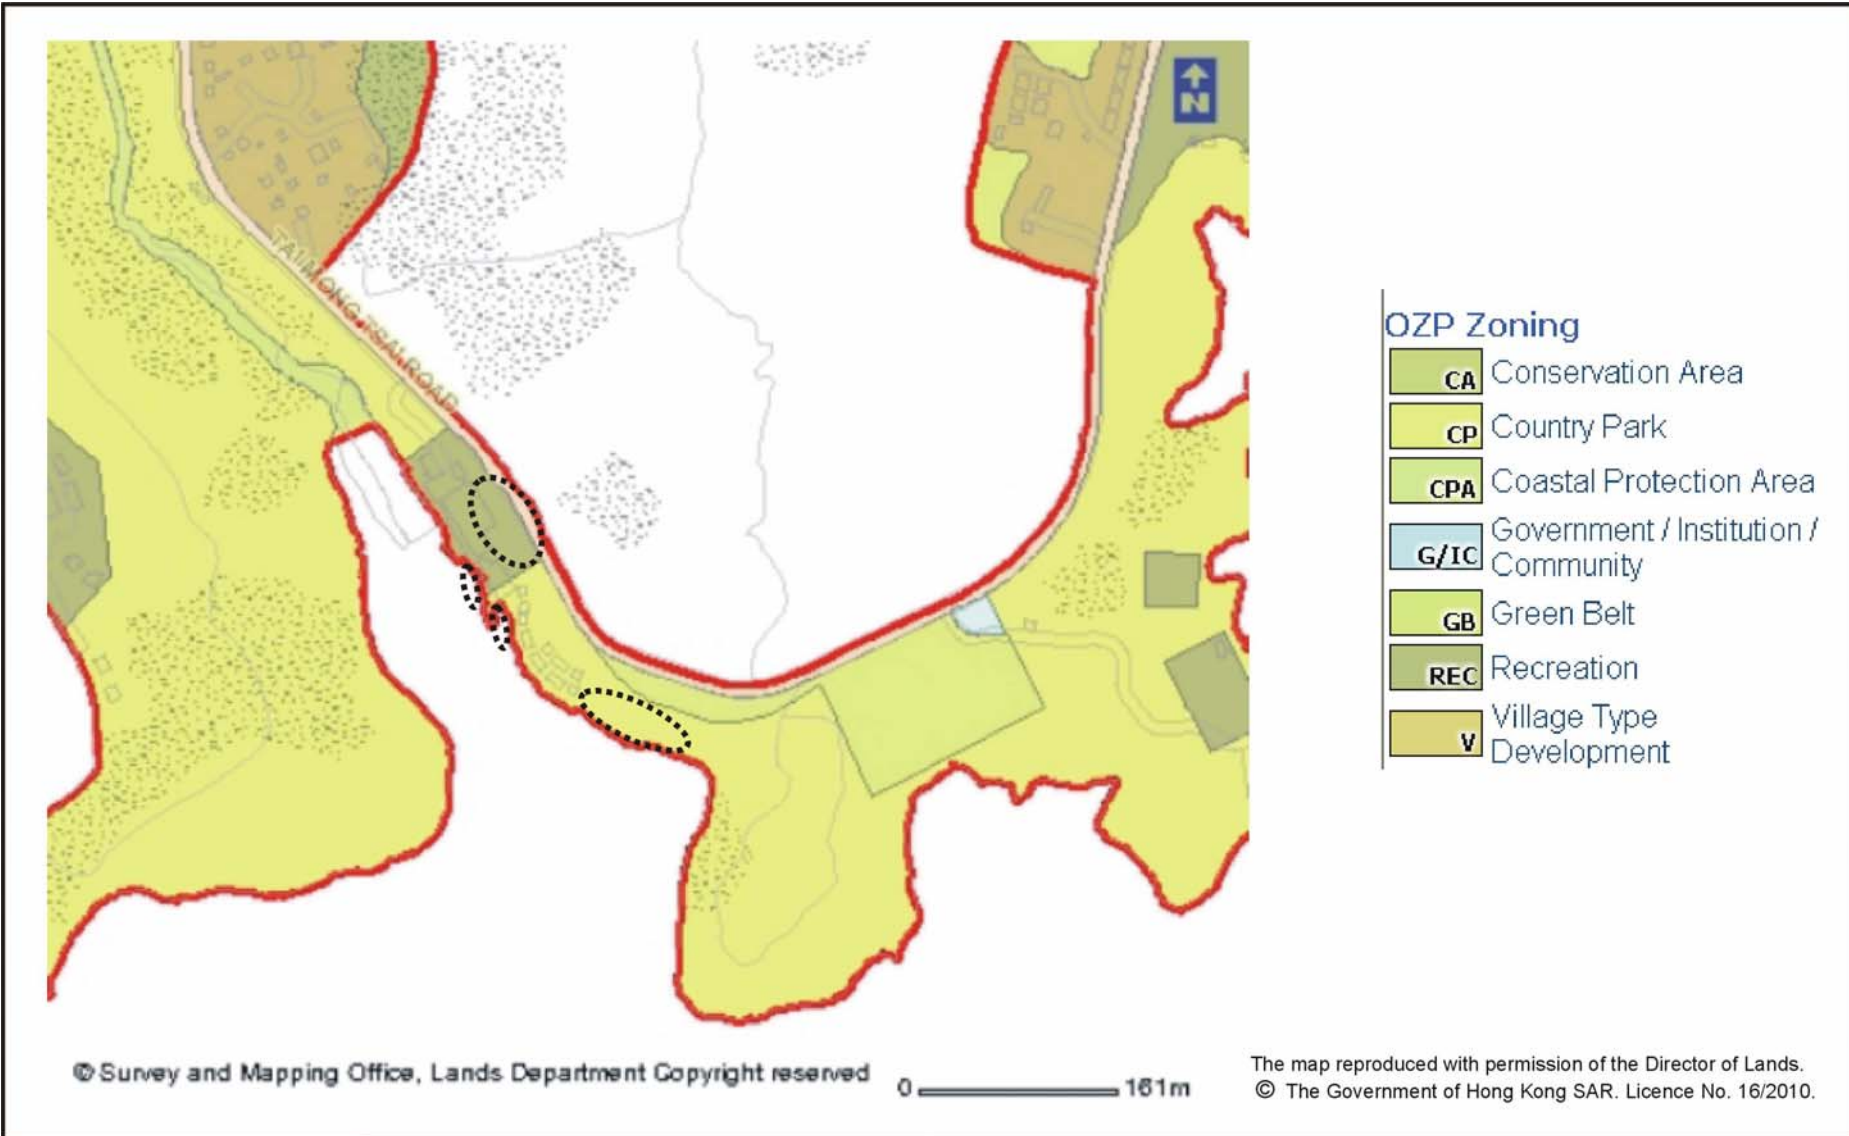 N
TAI MONG TSAI ROAD
OZP Zoning
CA Conservation Area
CP Country Park
CPA Coastal Protection Area
G/IC Government / Institution /
Community
GB Green Belt
REC Recreation
V Village Type
Development
© Survey and Mapping Office, Lands Department Copyright reserved
0 161m
The map reproduced with permission of the Director of Lands.
© The Government of Hong Kong SAR. Licence No. 16/2010.